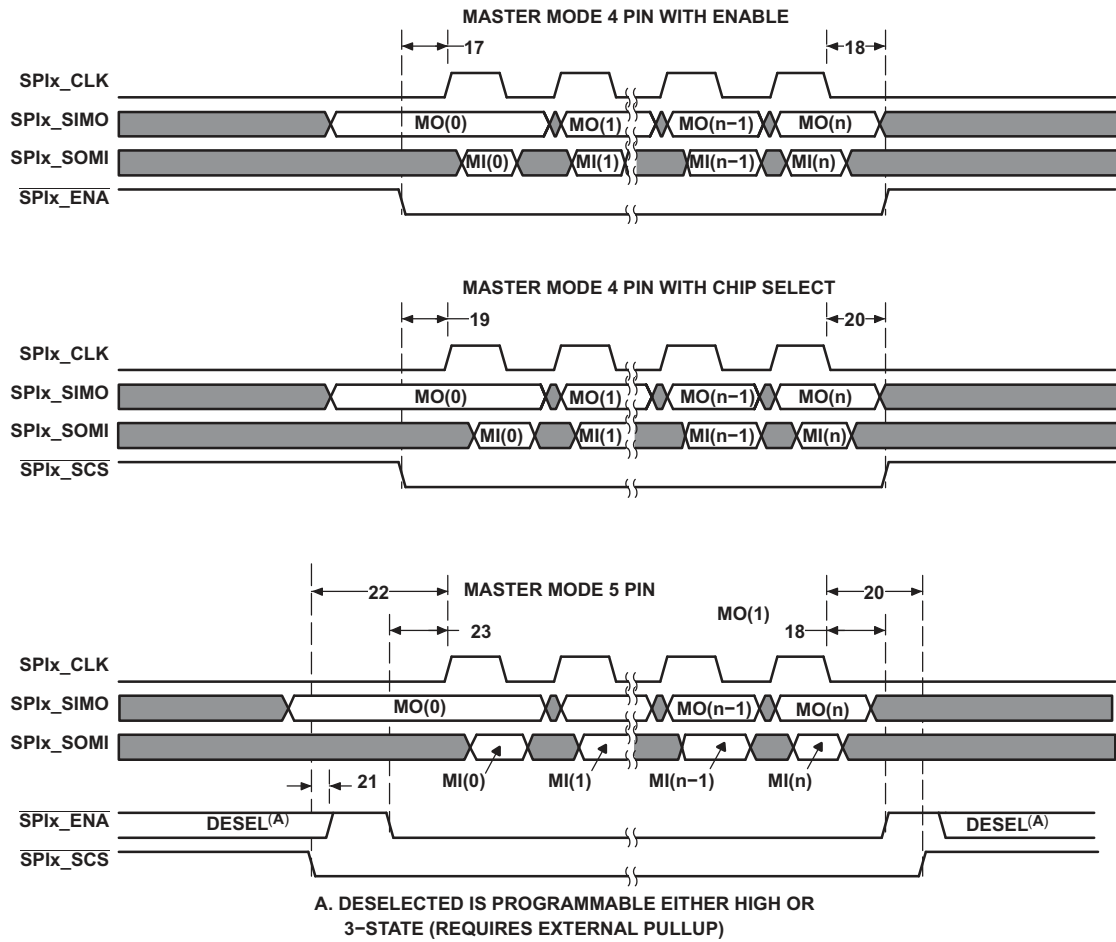 MASTER MODE 4 PIN WITH ENABLE
17
18
SPIx_CLK
SPIx_SIMO
MO(0)
MO(1)
MO(n−1)
MO(n)
SPIx_SOMI
MI(0)
MI(1)
MI(n−1)
MI(n)
SPIx_ENA
MASTER MODE 4 PIN WITH CHIP SELECT
19
20
SPIx_CLK
SPIx_SIMO
MO(0)
MO(1)
MO(n−1)
MO(n)
SPIx_SOMI
MI(0)
MI(1)
MI(n−1)
MI(n)
SPIx_SCS
22
MASTER MODE 5 PIN
20
MO(1)
23
18
SPIx_CLK
SPIx_SIMO
MO(0)
MO(n−1)
MO(n)
SPIx_SOMI
21
MI(0)
MI(1)
MI(n−1)
MI(n)
SPIx_ENA
DESEL(A)
DESEL(A)
SPIx_SCS
A. DESELECTED IS PROGRAMMABLE EITHER HIGH OR
3−STATE (REQUIRES EXTERNAL PULLUP)